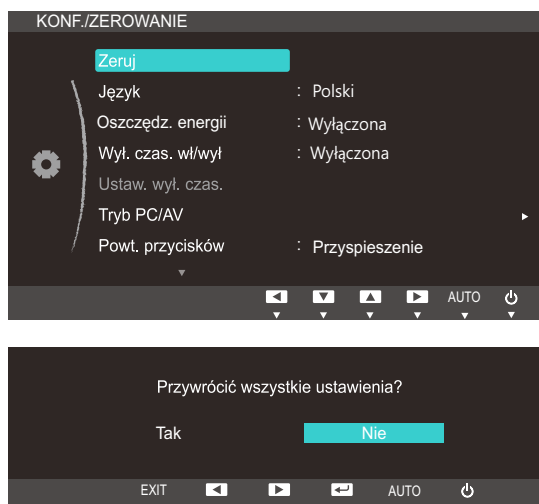 KONF./ZEROWANIE
Zeruj
Język : Polski
Oszczędz. energii : Wyłączona
Wył. czas. wł/wył : Wyłączona
Ustaw. wył. czas.
Tryb PC/AV
Powt. przycisków : Przyspieszenie
AUTO
Przywrócić wszystkie ustawienia?
Tak Nie
EXIT AUTO